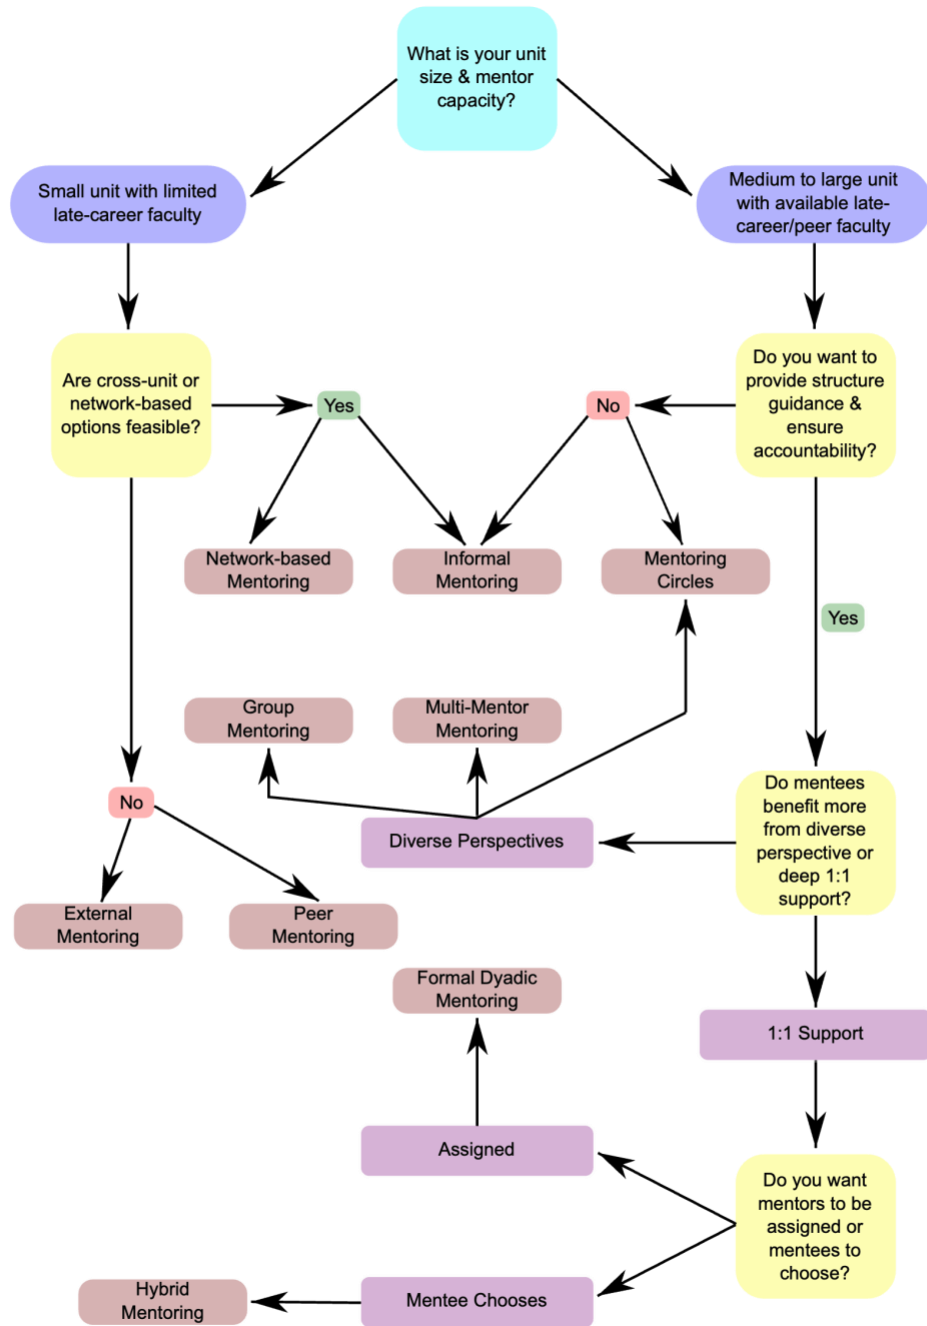 What is your unit
size & mentor
capacity?
Small unit with limited
late-career faculty
Medium to large unit
with available late-
career/peer faculty
Are cross-unit or
network-based
options feasible?
Yes
No
Do you want to
provide structure
guidance &
ensure
accountability?
Network-based
Mentoring
Informal
Mentoring
Mentoring
Circles
Yes
Group
Mentoring
Multi-Mentor
Mentoring
No
Diverse Perspectives
Do mentees
benefit more
from diverse
perspective or
deep 1:1
support?
External
Mentoring
Peer
Mentoring
Formal Dyadic
Mentoring
1:1 Support
Assigned
Do you want
mentors to be
assigned or
mentees to
choose?
Hybrid
Mentoring
Mentee Chooses